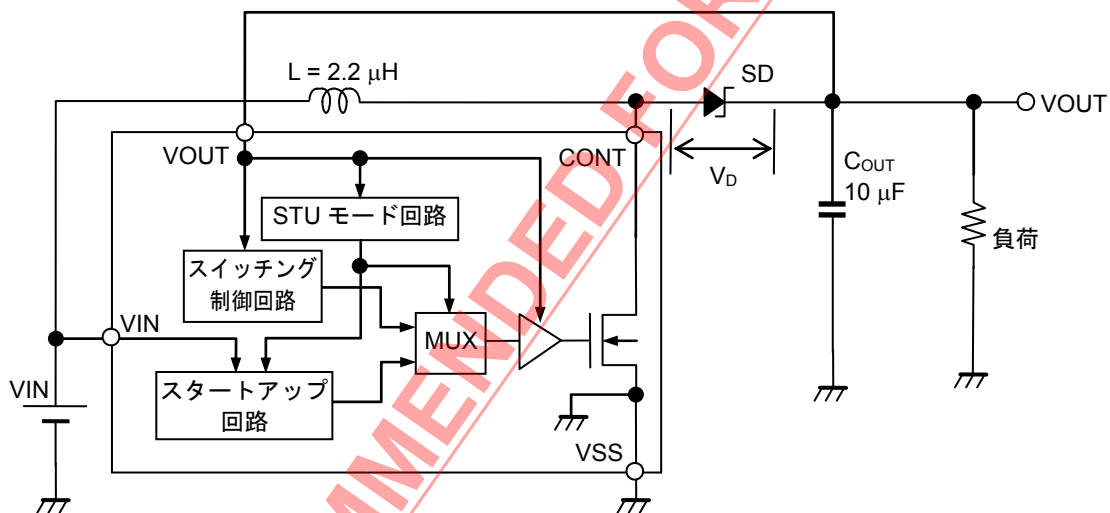 L = 2.2 μH
SD
VOUT
VOUT
CONT
VD
COUT
10 μF
負荷
STU モード回路
スイッチング
制御回路
VIN
MUX
VIN
スタートアップ
回路
VSS
MMENDED FOR